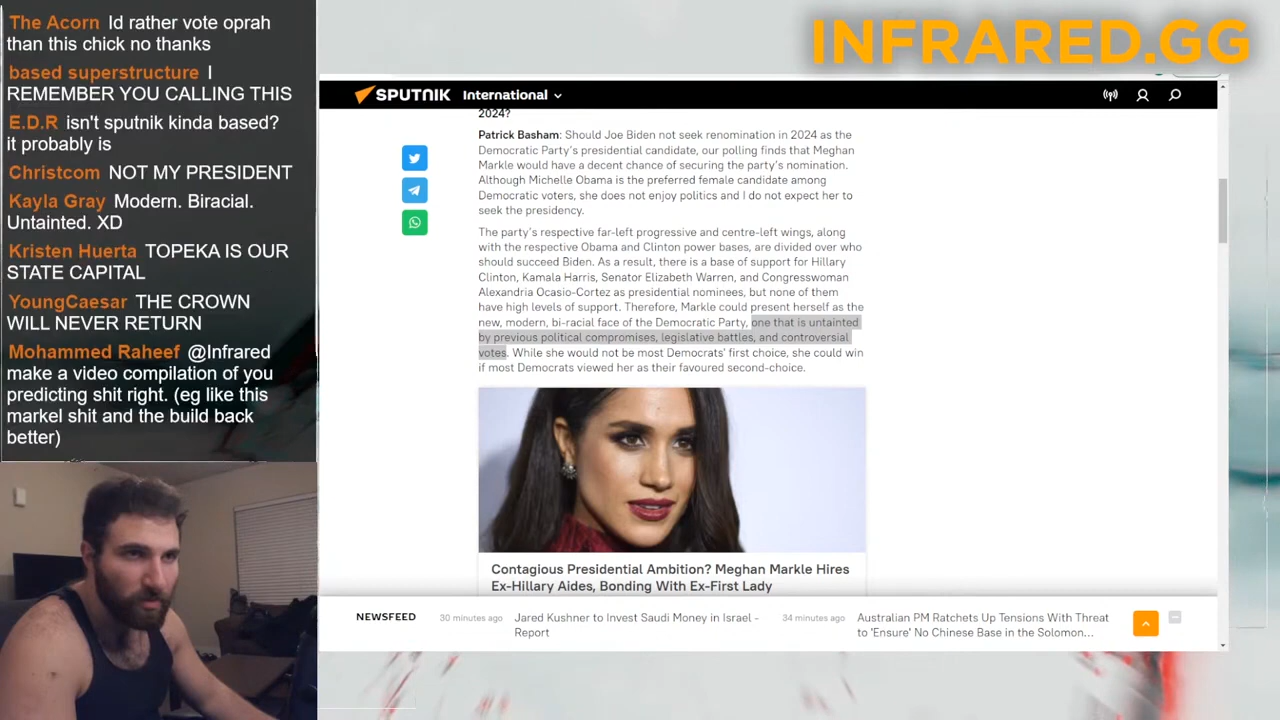 The Acorn Id rather vote oprah
than this chick no thanks
based superstructure I
REMEMBER YOU CALLING THIS
E.D.R isn't sputnik kinda based?
it probably is
Christcom NOT MY PRESIDENT
Kayla Gray Modern. Biracial.
Untainted. XD
Kristen Huerta TOPEKA IS OUR
STATE CAPITAL
YoungCaesar THE CROWN
WILL NEVER RETURN
Mohammed Raheef @Infrared
make a video compilation of you
predicting shit right. (eg like this
markel shit and the build back
better)
INFRARED.GG
SPUTNIK International
2024?
Patrick Basham: Should Joe Biden not seek renomination in 2024 as the
Democratic Party's presidential candidate, our polling finds that Meghan
Markle would have a decent chance of securing the party's nomination.
Although Michelle Obama is the preferred female candidate among
Democratic voters, she does not enjoy politics and I do not expect her to
seek the presidency.
The party's respective far-left progressive and centre-left wings, along
with the respective Obama and Clinton power bases, are divided over who
should succeed Biden. As a result, there is a base of support for Hillary
Clinton, Kamala Harris, Senator Elizabeth Warren, and Congresswoman
Alexandria Ocasio-Cortez as presidential nominees, but none of them
have high levels of support. Therefore, Markle could present herself as the
new, modern, bi-racial face of the Democratic Party, one that is untainted
by previous political compromises, legislative battles, and controversial
votes. While she would not be most Democrats' first choice, she could win
if most Democrats viewed her as their favoured second-choice.
Contagious Presidential Ambition? Meghan Markle Hires
Ex-Hillary Aides, Bonding With Ex-First Lady
NEWSFEED
30 minutes ago
Jared Kushner to Invest Saudi Money in Israel -
Report
34 minutes ago
Australian PM Ratchets Up Tensions With Threat
to 'Ensure' No Chinese Base in the Solomon...